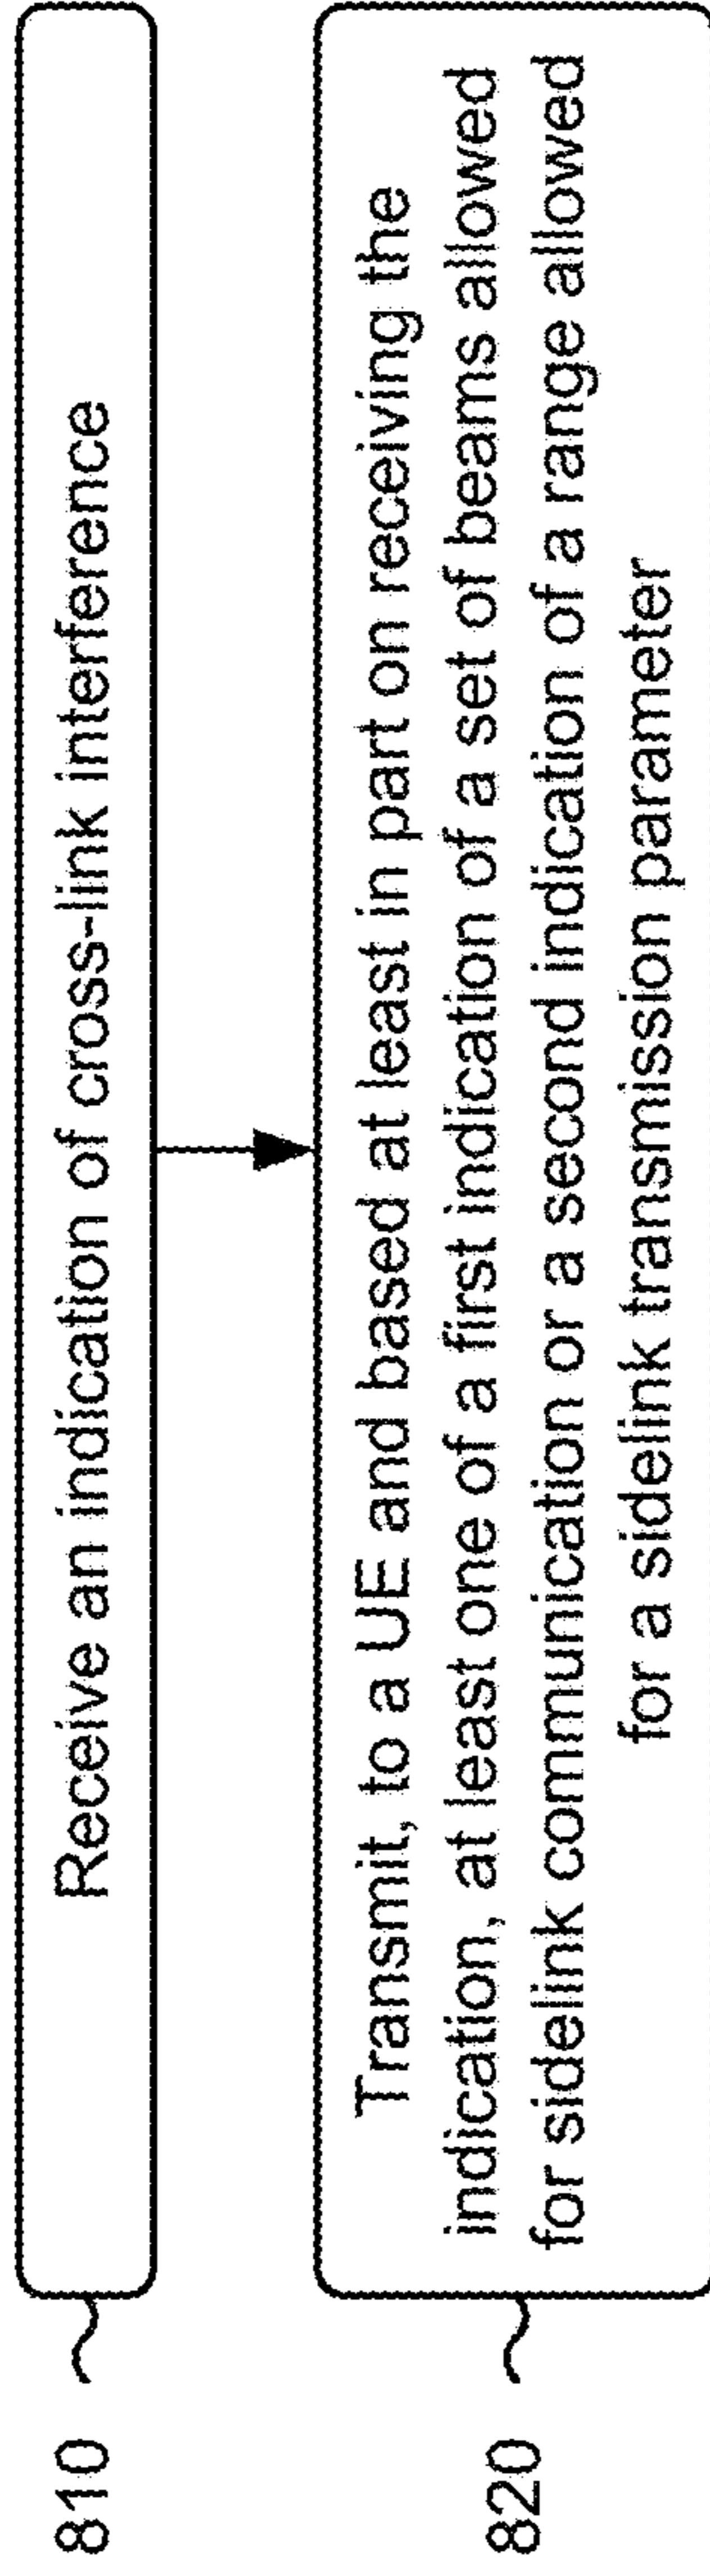 810
Receive an indication of cross-link interference
820
Transmit, to a UE and based at least in part on receiving the
indication, at least one of a first indication of a set of beams allowed
for sidelink communication or a second indication of a range allowed
for a sidelink transmission parameter